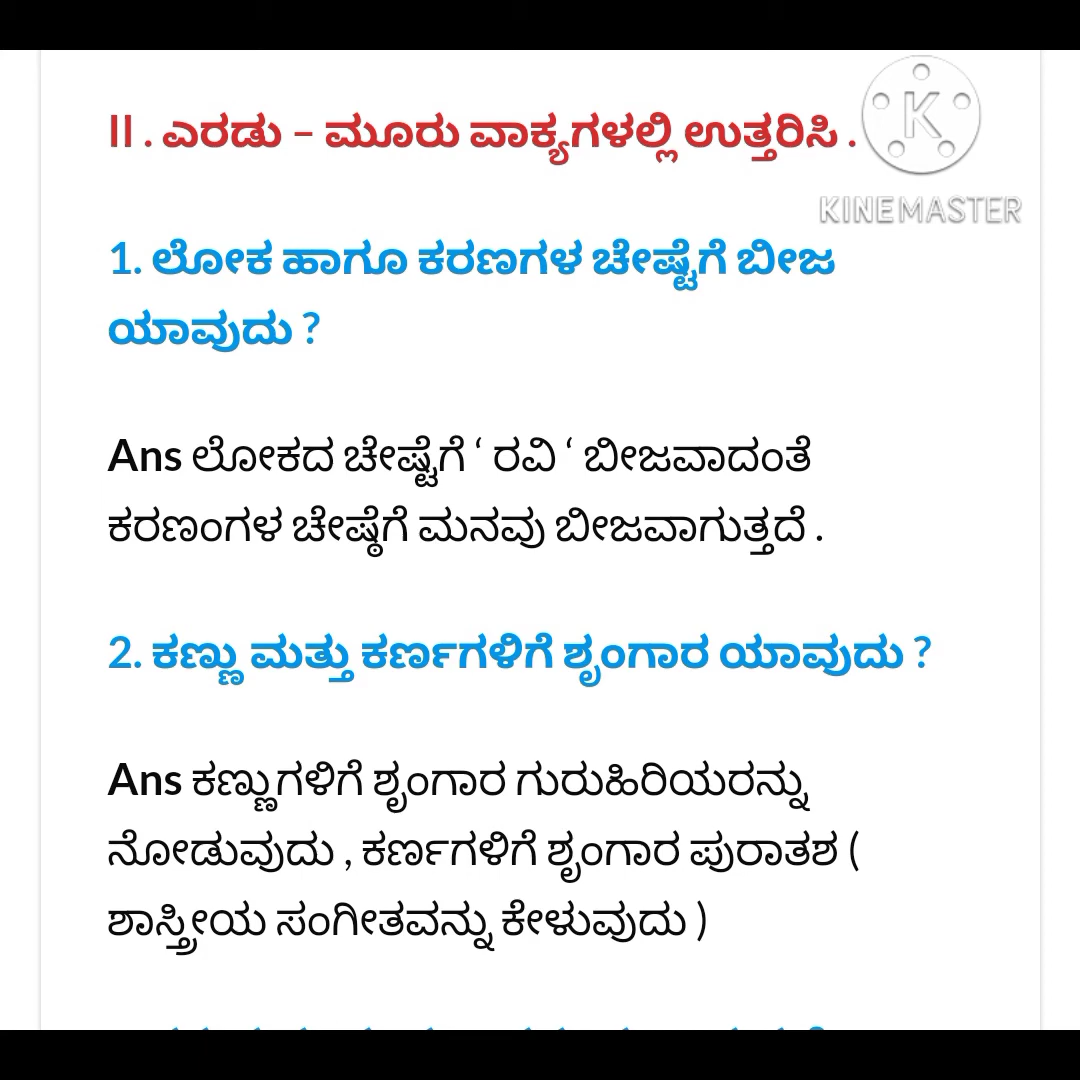 II . ಎರಡು – ಮೂರು ವಾಕ್ಯಗಳಲ್ಲಿ ಉತ್ತರಿಸಿ .
K
KINEMASTER
1. ಲೋಕ ಹಾಗೂ ಕರಣಗಳ ಚೇಷ್ಟೆಗೆ ಬೀಜ
ಯಾವುದು ?
Ans ಲೋಕದ ಚೇಷ್ಟೆಗೆ ‘ ರವಿ ‘ ಬೀಜವಾದಂತೆ
ಕರಣಂಗಳ ಚೇಷ್ಠೆಗೆ ಮನವು ಬೀಜವಾಗುತ್ತದೆ .
2. ಕಣ್ಣು ಮತ್ತು ಕರ್ಣಗಳಿಗೆ ಶೃಂಗಾರ ಯಾವುದು ?
Ans ಕಣ್ಣುಗಳಿಗೆ ಶೃಂಗಾರ ಗುರುಹಿರಿಯರನ್ನು
ನೋಡುವುದು , ಕರ್ಣಗಳಿಗೆ ಶೃಂಗಾರ ಪುರಾತಶ (
ಶಾಸ್ತ್ರೀಯ ಸಂಗೀತವನ್ನು ಕೇಳುವುದು )